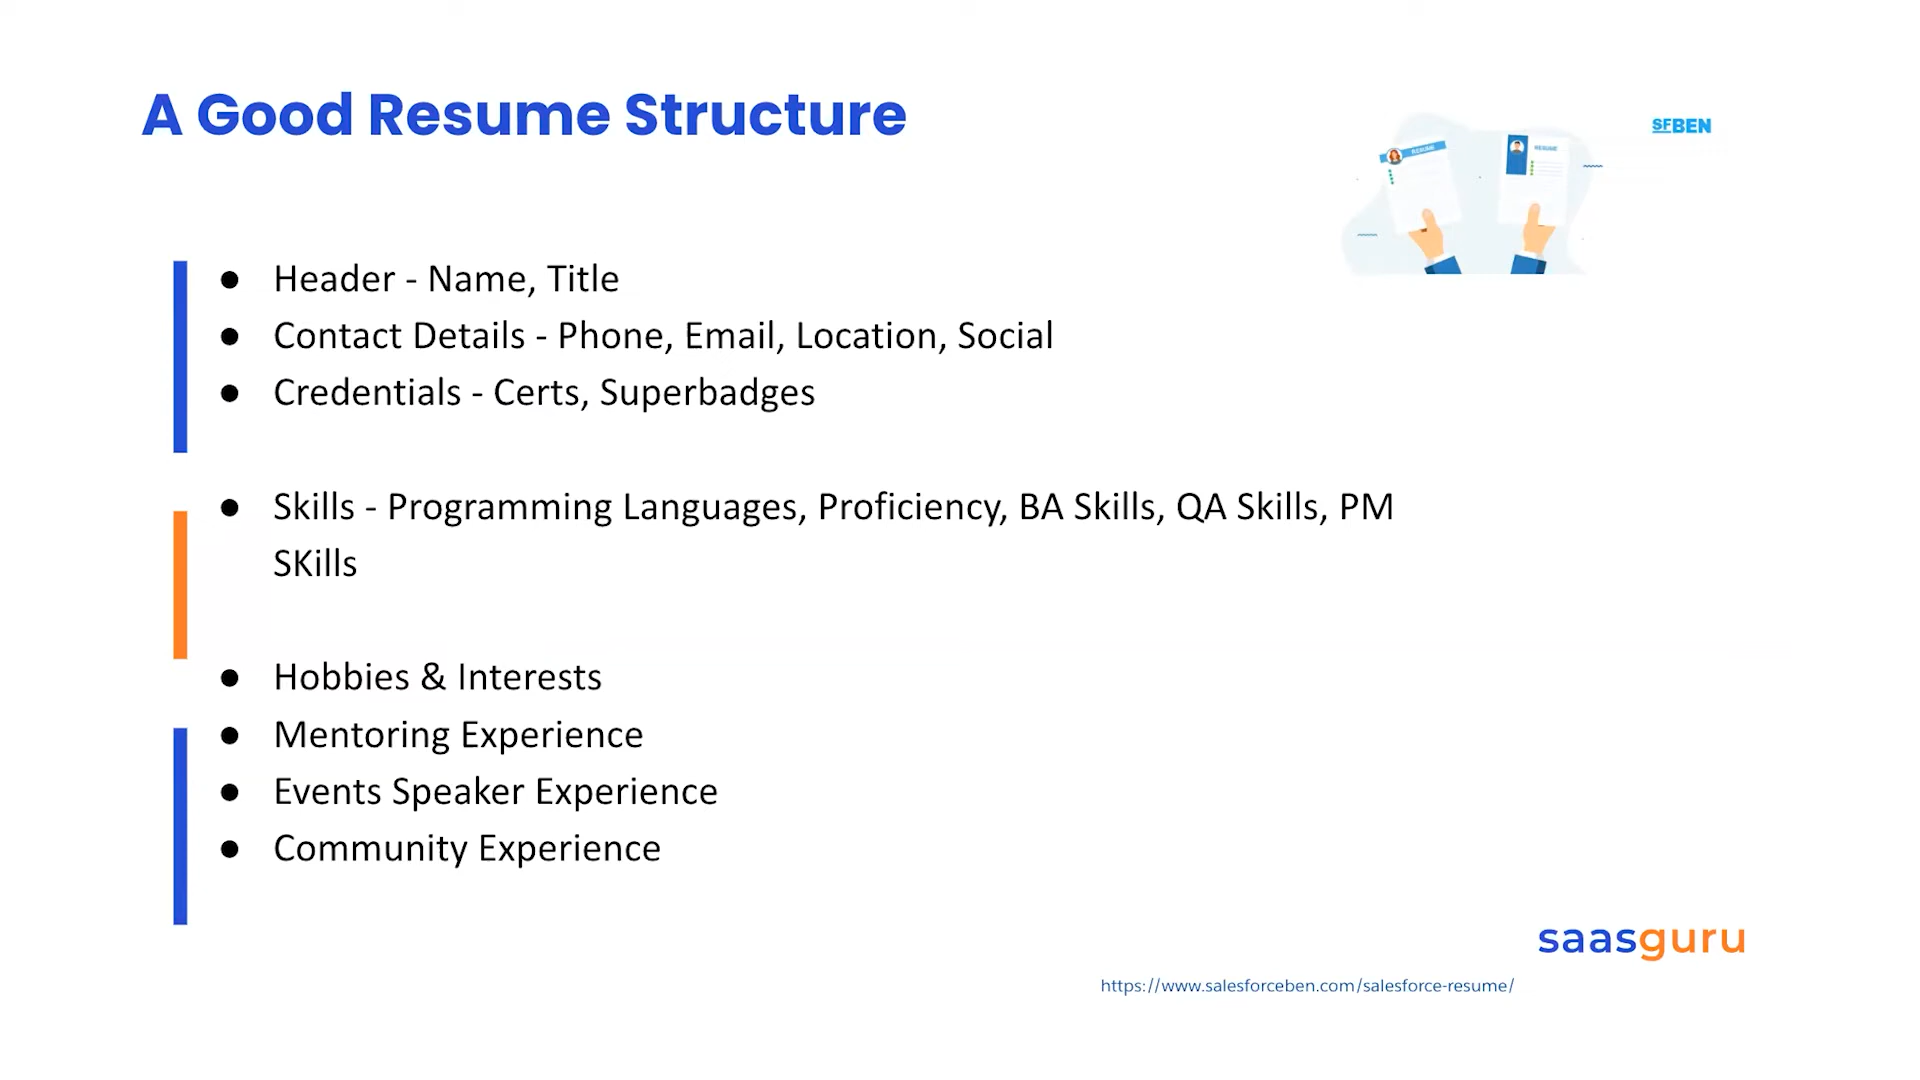 A Good Resume Structure
SFBEN
RESUME
RESUME
● Header - Name, Title
● Contact Details - Phone, Email, Location, Social
● Credentials - Certs, Superbadges
● Skills - Programming Languages, Proficiency, BA Skills, QA Skills, PM
SKills
● Hobbies & Interests
● Mentoring Experience
● Events Speaker Experience
● Community Experience
saasguru
https://www.salesforceben.com/salesforce-resume/